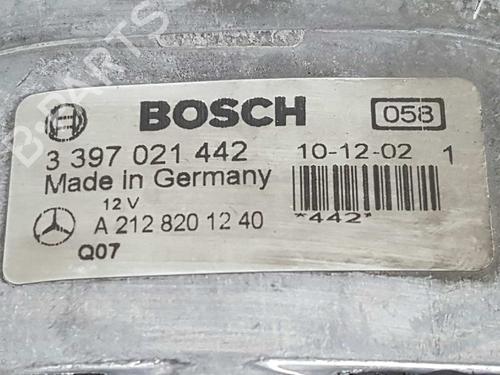 BOSCH 058
3 397 021 442 10-12-02 1
Made in Germany
12 V *442*
A 212 820 12 40
Q07
B-PARTS